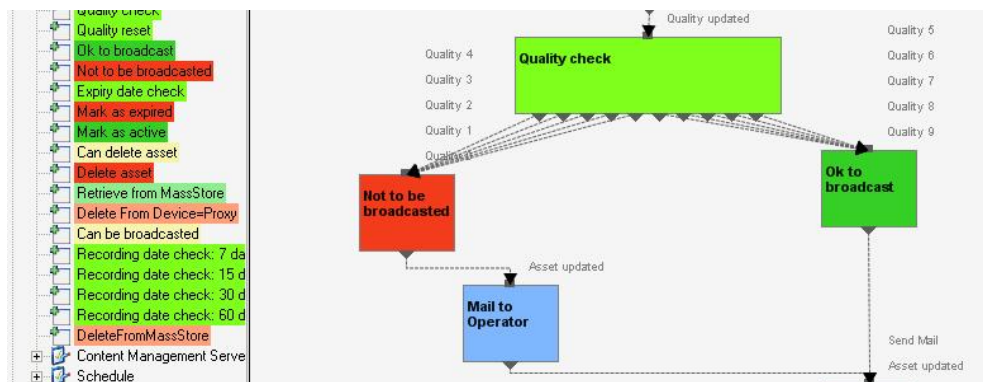 Quality check
Quality reset
Ok to broadcast
Not to be broadcasted
Expiry date check
Mark as expired
Mark as active
Can delete asset
Delete asset
Retrieve from MassStore
Delete From Device=Proxy
Can be broadcasted
Recording date check: 7 da
Recording date check: 15 d
Recording date check: 30 d
Recording date check: 60 d
DeleteFromMassStore
Content Management Serve
Schedule
Quality updated
Quality check
Quality 4
Quality 3
Quality 2
Quality 1
Quality
Quality 5
Quality 6
Quality 7
Quality 8
Quality 9
Not to be
broadcasted
Ok to
broadcast
Asset updated
Mail to
Operator
Send Mail
Asset updated